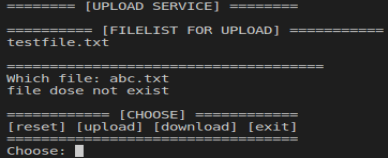 ======== [UPLOAD SERVICE] ========
========== [FILELIST FOR UPLOAD] ===========
testfile.txt
=====================================
Which file: abc.txt
file dose not exist
============ [CHOOSE] ============
[reset] [upload] [download] [exit]
==================================
Choose: